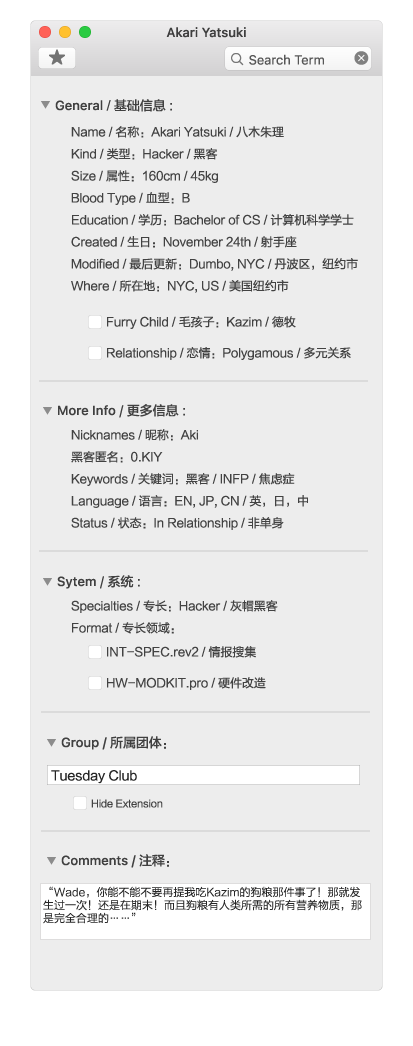 Akari Yatsuki
Search Term
General / 基础信息：
Name / 名称：Akari Yatsuki / 八木朱理
Kind / 类型：Hacker / 黑客
Size / 属性：160cm / 45kg
Blood Type / 血型：B
Education / 学历：Bachelor of CS / 计算机科学学士
Created / 生日：November 24th / 射手座
Modified / 最后更新：Dumbo, NYC / 丹波区，纽约市
Where / 所在地：NYC, US / 美国纽约市
Furry Child / 毛孩子：Kazim / 德牧
Relationship / 恋情：Polygamous / 多元关系
More Info / 更多信息：
Nicknames / 昵称：Aki
黑客匿名：0.KIY
Keywords / 关键词：黑客 / INFP / 焦虑症
Language / 语言：EN, JP, CN / 英，日，中
Status / 状态：In Relationship / 非单身
Sytem / 系统：
Specialties / 专长：Hacker / 灰帽黑客
Format / 专长领域：
INT-SPEC.rev2 / 情报搜集
HW-MODKIT.pro / 硬件改造
Group / 所属团体：
Tuesday Club
Hide Extension
Comments / 注释：
“Wade，你能不能不要再提我吃Kazim的狗粮那件事了！那就发
生过一次！还是在期末！而且狗粮有人类所需的所有营养物质，那
是完全合理的……”